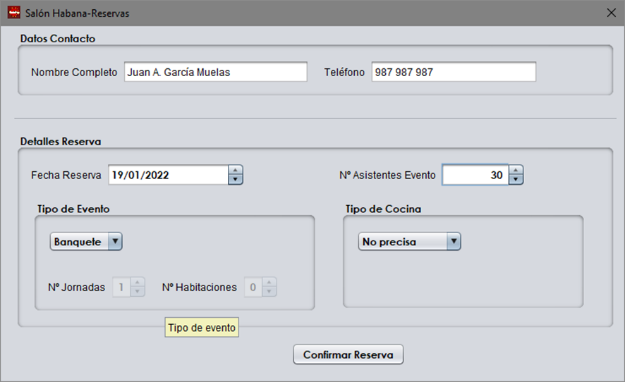 Salón Habana-Reservas
Datos Contacto
Nombre Completo Juan A. García Muelas Teléfono 987 987 987
Detalles Reserva
Fecha Reserva 19/01/2022 Nº Asistentes Evento 30
Tipo de Evento Tipo de Cocina
Banquele No precisa
Nº Jornadas 1 Nº Habitaciones 0
Tipo de evento
Confirmar Reserva